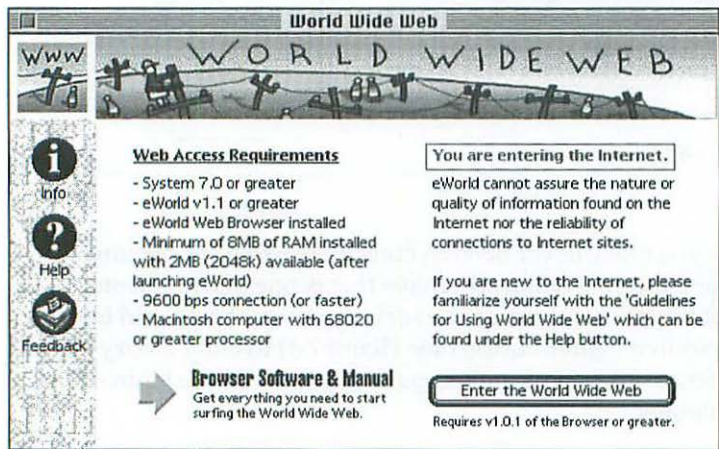 World Wide Web
WWW
WORLD WIDE WEB
Info
Help
Feedback
Web Access Requirements
- System 7.0 or greater
- eWorld v1.1 or greater
- eWorld Web Browser installed
- Minimum of 8MB of RAM installed
with 2MB (2048k) available (after
launching eWorld)
- 9600 bps connection (or faster)
- Macintosh computer with 68020
or greater processor
Browser Software & Manual
Get everything you need to start
surfing the World Wide Web.
You are entering the Internet.
eWorld cannot assure the nature or
quality of information found on the
Internet nor the reliability of
connections to Internet sites.
If you are new to the Internet, please
familiarize yourself with the 'Guidelines
for Using World Wide Web' which can be
found under the Help button.
Enter the World Wide Web
Requires v1.0.1 of the Browser or greater.